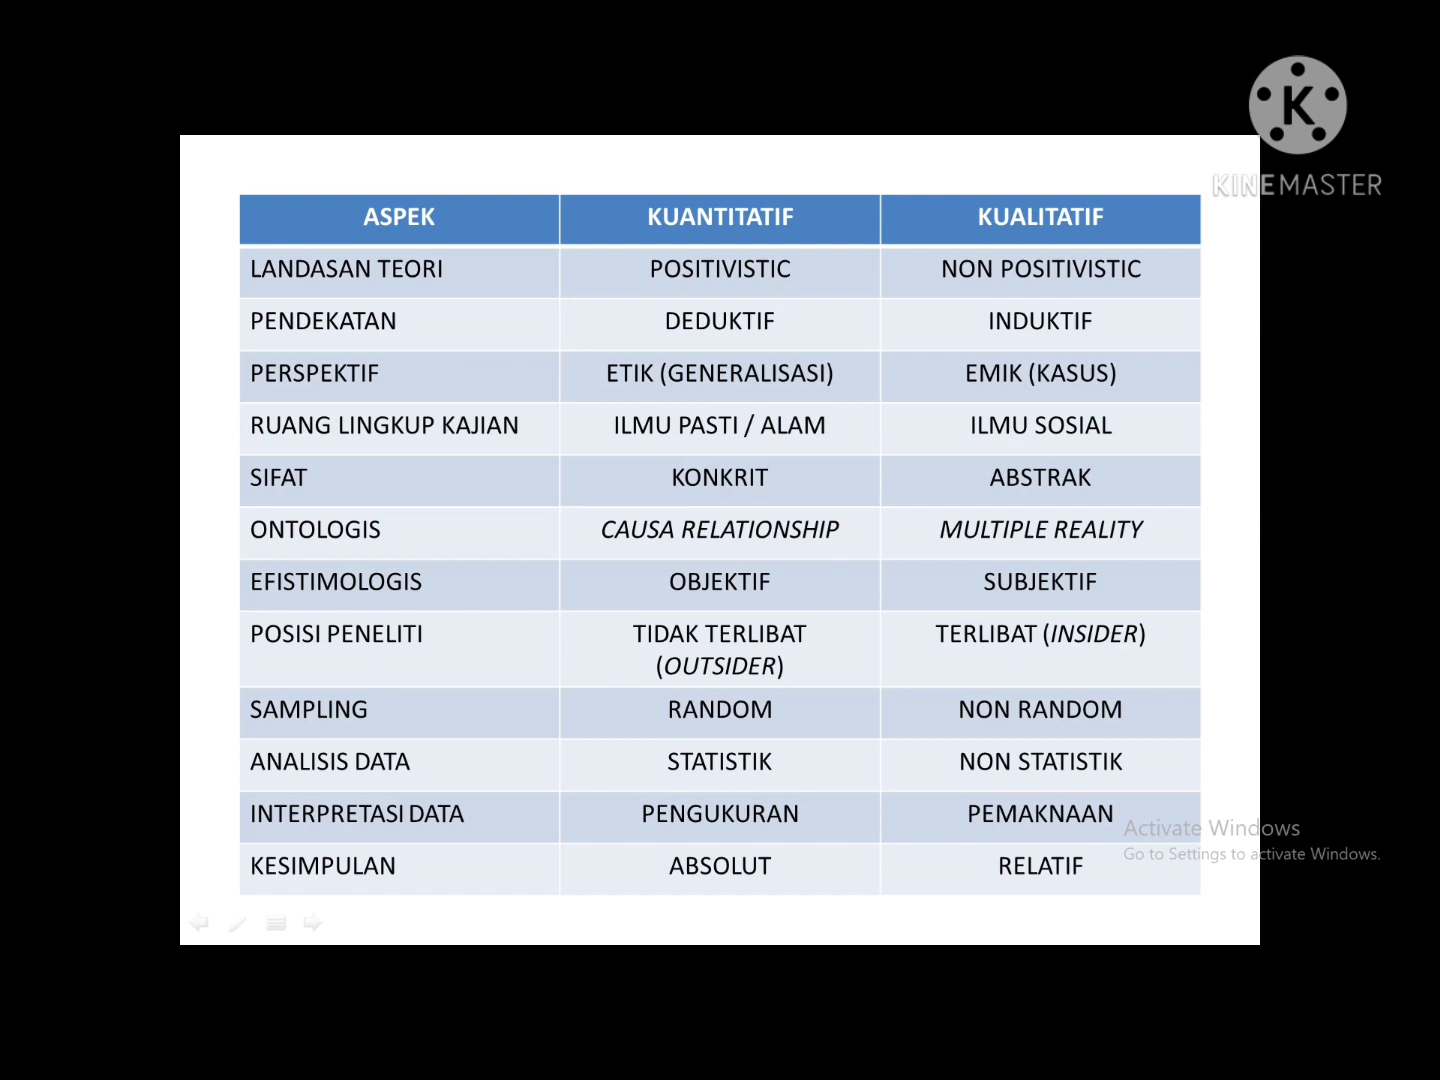 K
KINEMASTER
ASPEK KUANTITATIF KUALITATIF
LANDASAN TEORI POSITIVISTIC NON POSITIVISTIC
PENDEKATAN DEDUKTIF INDUKTIF
PERSPEKTIF ETIK (GENERALISASI) EMIK (KASUS)
RUANG LINGKUP KAJIAN ILMU PASTI / ALAM ILMU SOSIAL
SIFAT KONKRIT ABSTRAK
ONTOLOGIS CAUSA RELATIONSHIP MULTIPLE REALITY
EFISTIMOLOGIS OBJEKTIF SUBJEKTIF
POSISI PENELITI TIDAK TERLIBAT TERLIBAT (INSIDER)
(OUTSIDER)
SAMPLING RANDOM NON RANDOM
ANALISIS DATA STATISTIK NON STATISTIK
INTERPRETASI DATA PENGUKURAN PEMAKNAAN
Activate Windows
Go to Settings to activate Windows.
KESIMPULAN ABSOLUT RELATIF